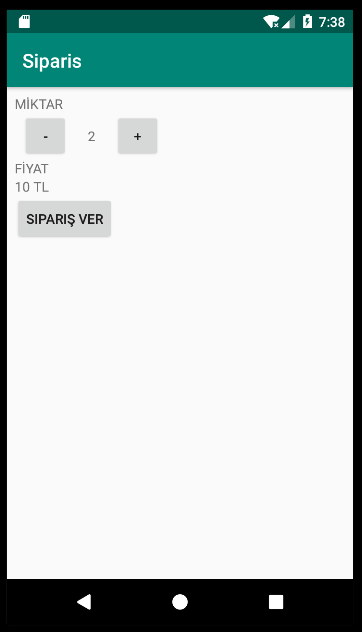 7:38
Siparis
MİKTAR
- 2 +
FİYAT
10 TL
SIPARIŞ VER